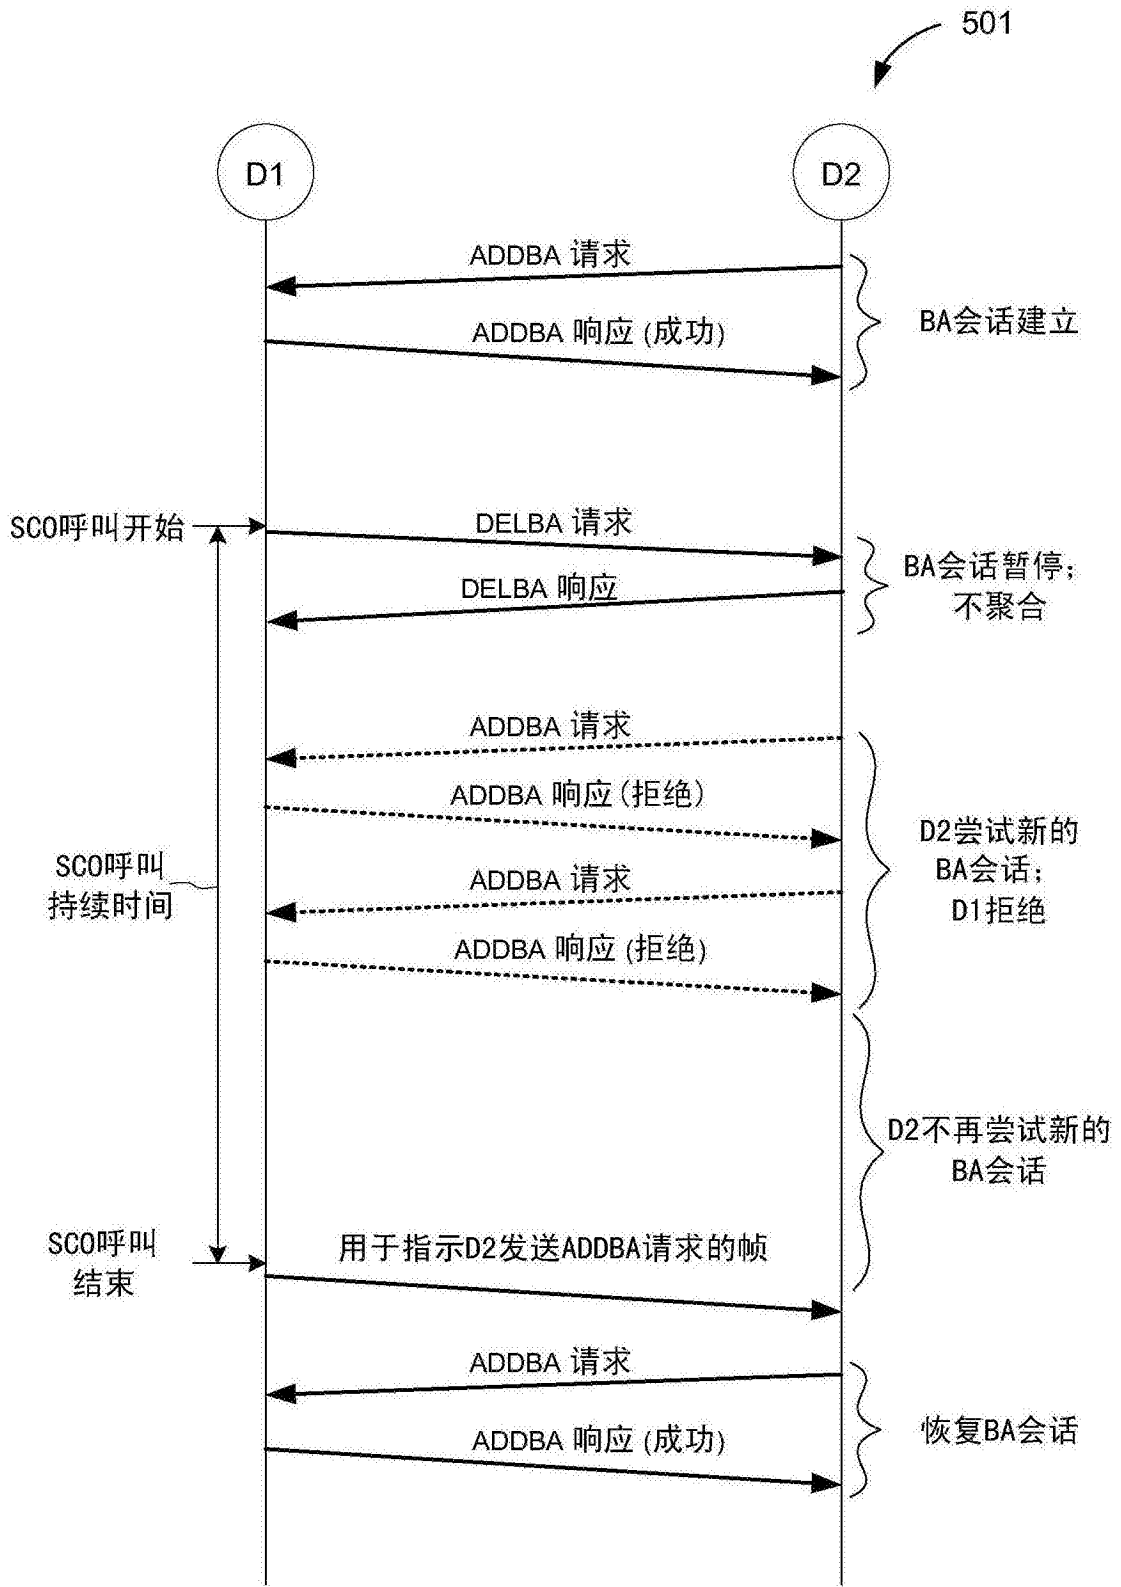 501
D1
D2
ADDBA 请求
ADDBA 响应 (成功)
BA会话建立
SCO呼叫开始
DELBA 请求
DELBA 响应
BA会话暂停;
不聚合
ADDBA 请求
ADDBA 响应 (拒绝)
ADDBA 请求
ADDBA 响应 (拒绝)
D2尝试新的
BA会话;
D1拒绝
SCO呼叫
持续时间
D2不再尝试新的
BA会话
SCO呼叫
结束
用于指示D2发送ADDBA请求的帧
ADDBA 请求
ADDBA 响应 (成功)
恢复BA会话